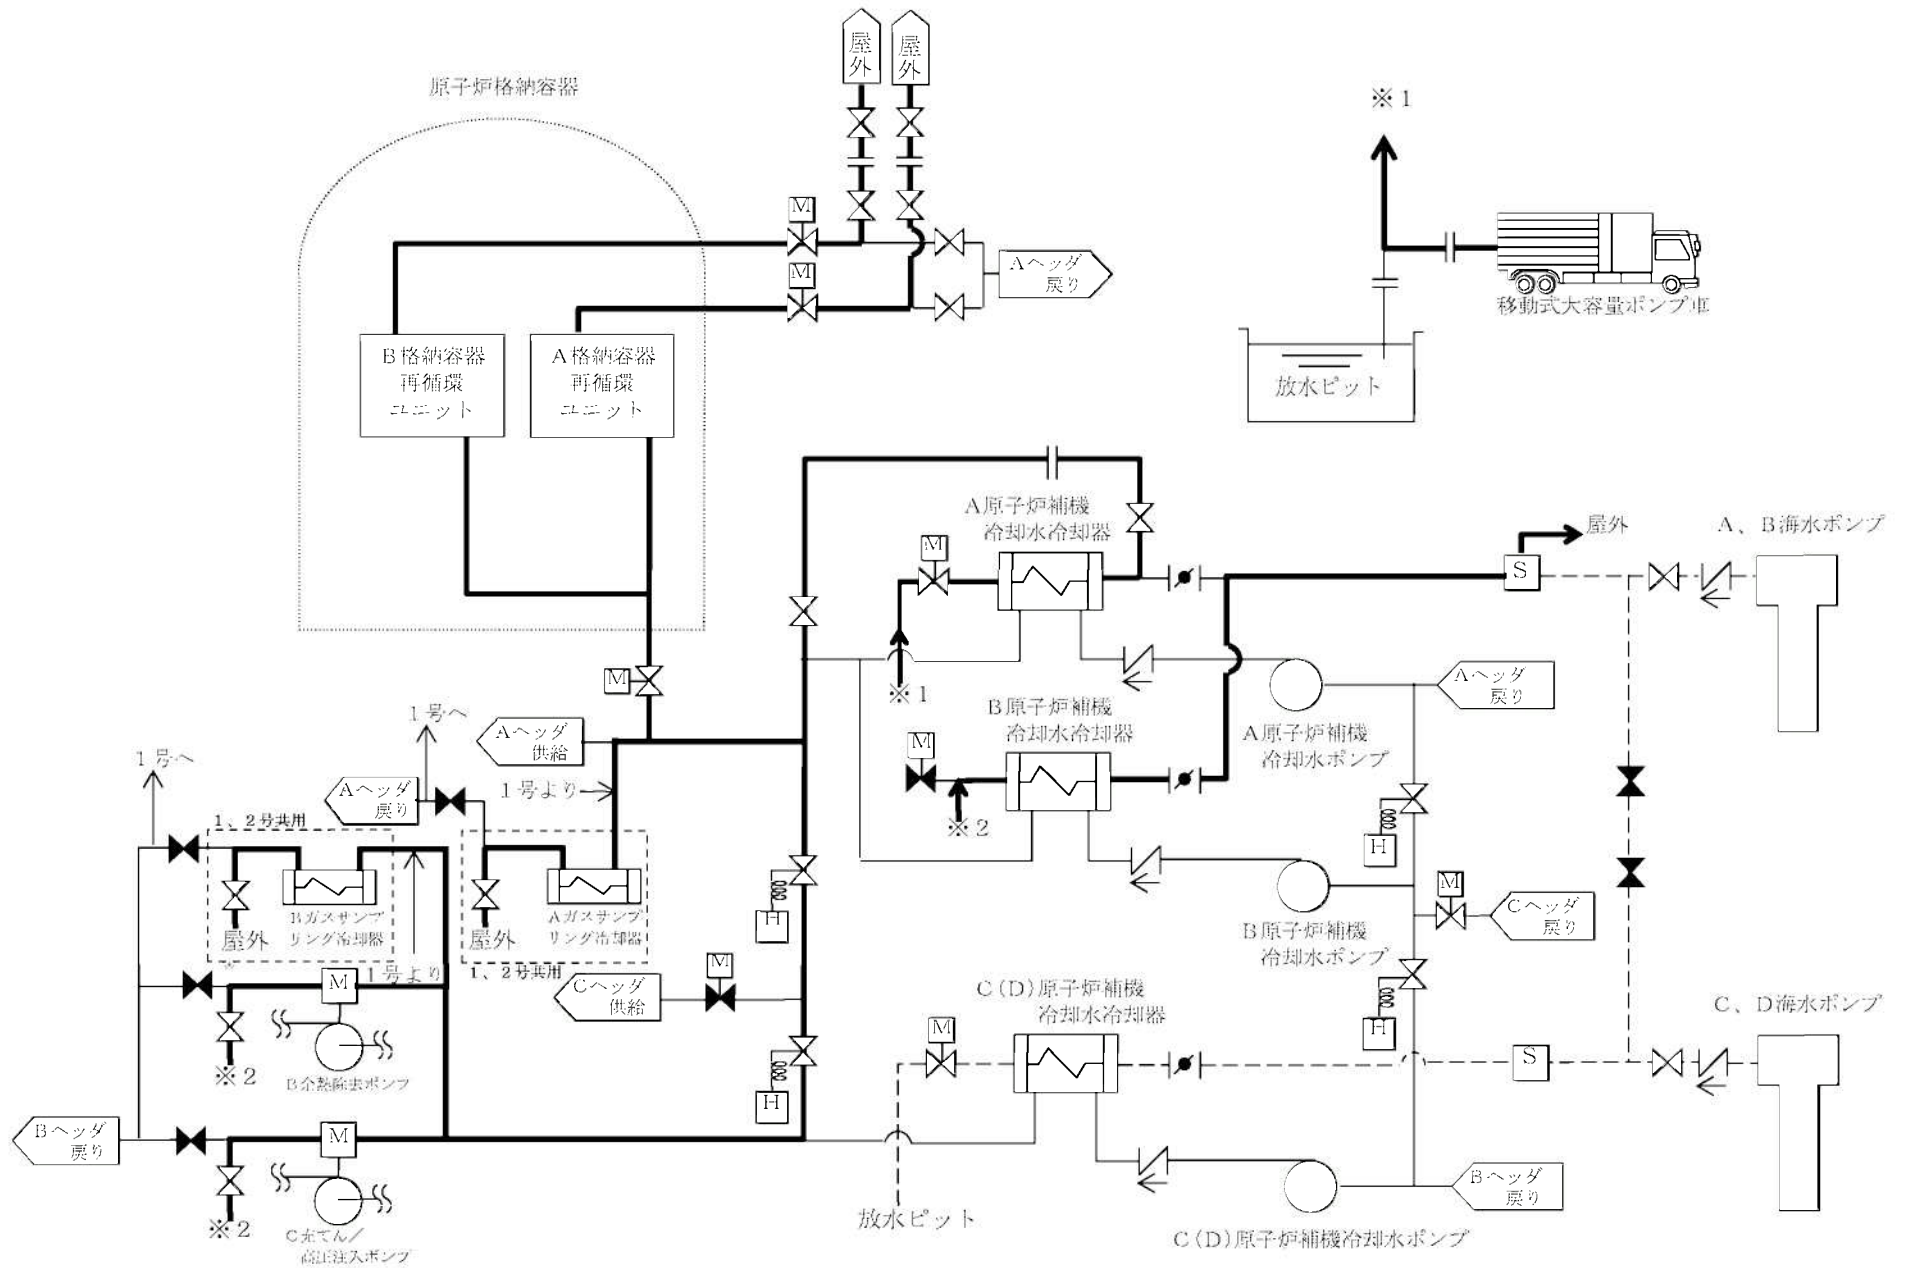 屋
外
屋
外
原子炉格納容器
※1
M
M
Aヘッダ
戻り
移動式大容量ポンプ車
放水ピット
B格納容器
再循環
ユニット
A格納容器
再循環
ユニット
A原子炉補機
冷却水冷却器
M
屋外
S
A、B海水ポンプ
M
※1
Aヘッダ
戻り
B原子炉補機
冷却水冷却器
M
※2
A原子炉補機
冷却水ポンプ
1号へ
Aヘッダ
供給
1号へ
1号より
Aヘッダ
戻り
1、2号共用
Bガスサンプ
リング冷却器
屋外
1号より
Aガスサンプ
リング冷却器
屋外
1、2号共用
H
H
M
Cヘッダ
戻り
B原子炉補機
冷却水ポンプ
M
Cヘッダ
供給
M
※2
B余熱除去ポンプ
C(D)原子炉補機
冷却水冷却器
M
H
S
C、D海水ポンプ
H
Bヘッダ
戻り
M
※2
C充てん/
高圧注入ポンプ
放水ピット
Bヘッダ
戻り
C(D)原子炉補機冷却水ポンプ